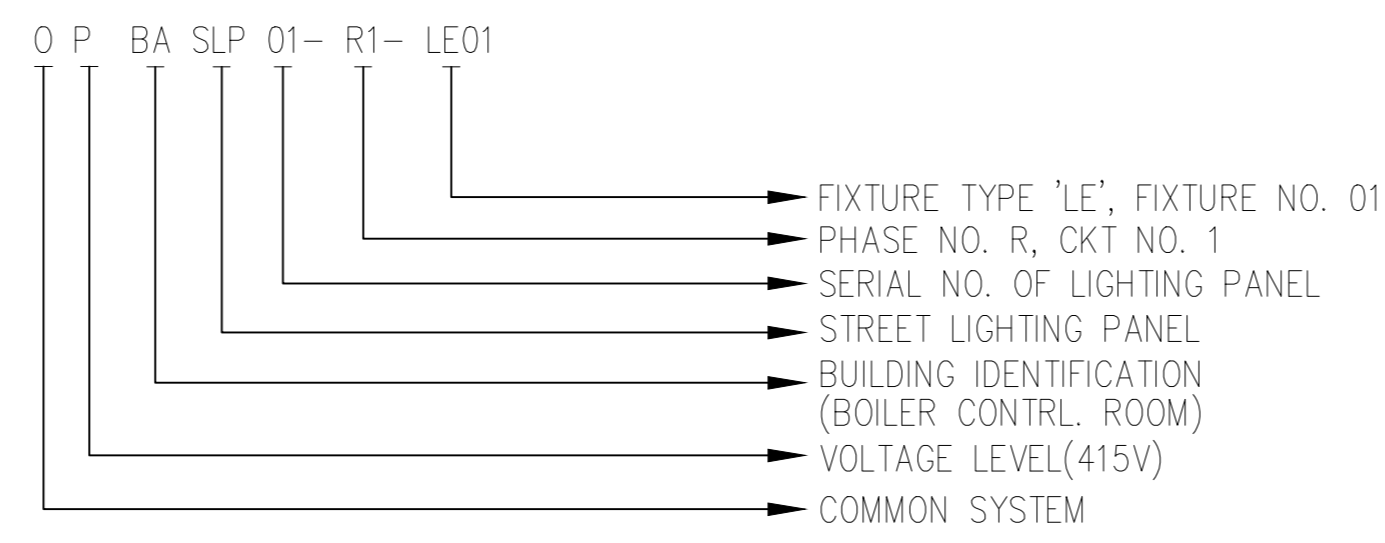 0 P BA SLP 01- R1- LE01
FIXTURE TYPE 'LE', FIXTURE NO. 01
PHASE NO. R, CKT NO. 1
SERIAL NO. OF LIGHTING PANEL
STREET LIGHTING PANEL
BUILDING IDENTIFICATION
(BOILER CONTRL. ROOM)
VOLTAGE LEVEL(415V)
COMMON SYSTEM